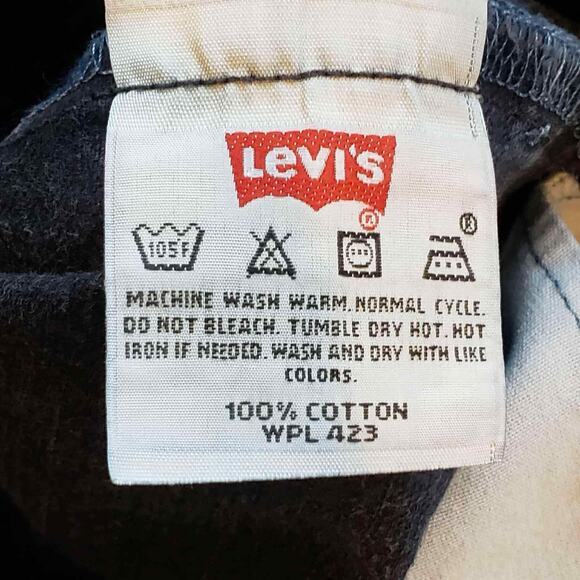 LEVI'S
®
®
105F
MACHINE WASH WARM. NORMAL CYCLE.
DO NOT BLEACH. TUMBLE DRY HOT. HOT
IRON IF NEEDED. WASH AND DRY WITH LIKE
COLORS.
100% COTTON
WPL 423